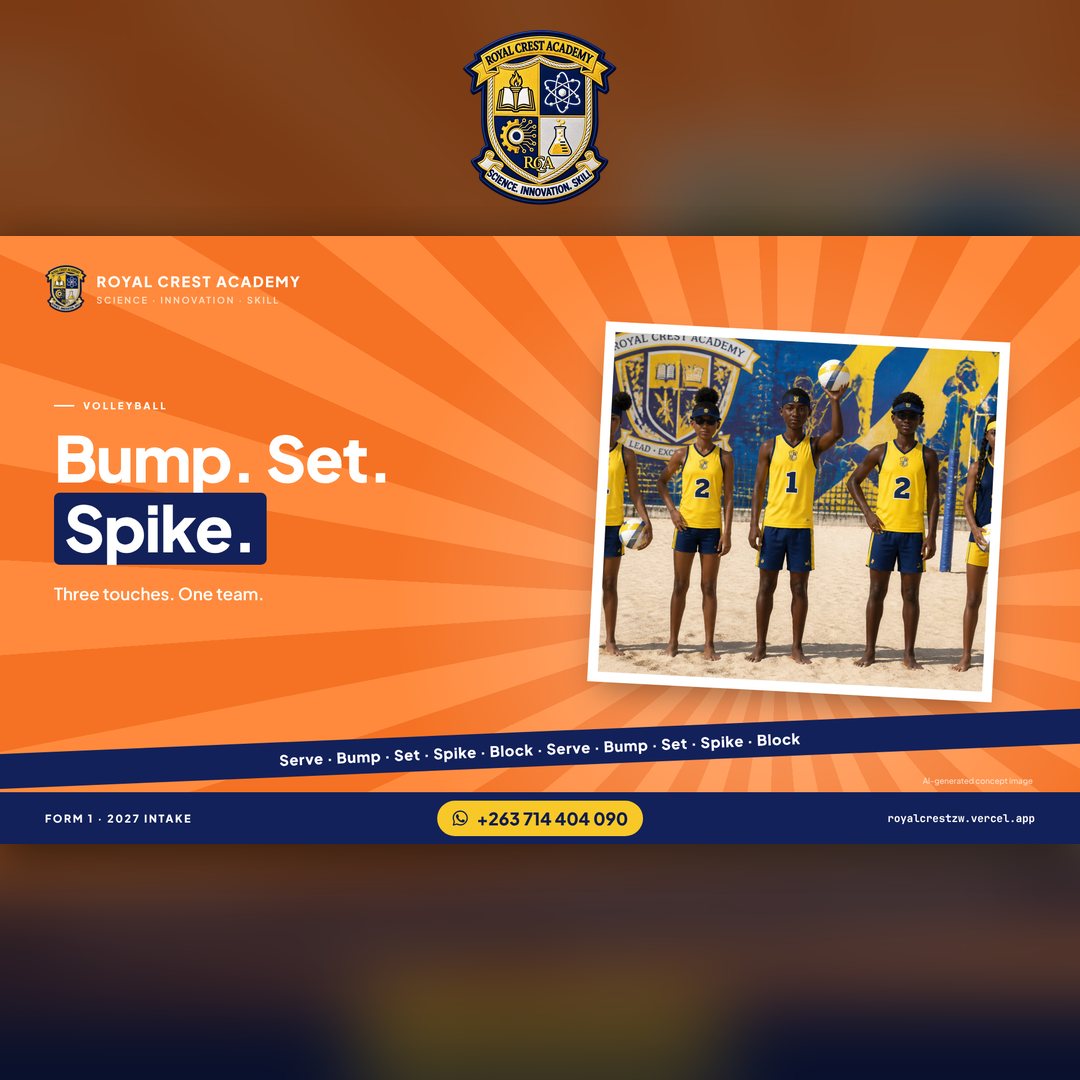 ROYAL CREST ACADEMY
RCA
SCIENCE. INNOVATION. SKILL
ROYAL CREST ACADEMY
SCIENCE · INNOVATION · SKILL
VOLLEYBALL
Bump. Set.
Spike.
Three touches. One team.
ROYAL CREST ACADEMY
LEAD · EXC
2
1
2
Serve · Bump · Set · Spike · Block · Serve · Bump · Set · Spike · Block
AI-generated concept image
FORM 1 · 2027 INTAKE
+263 714 404 090
royalcrestzw.vercel.app